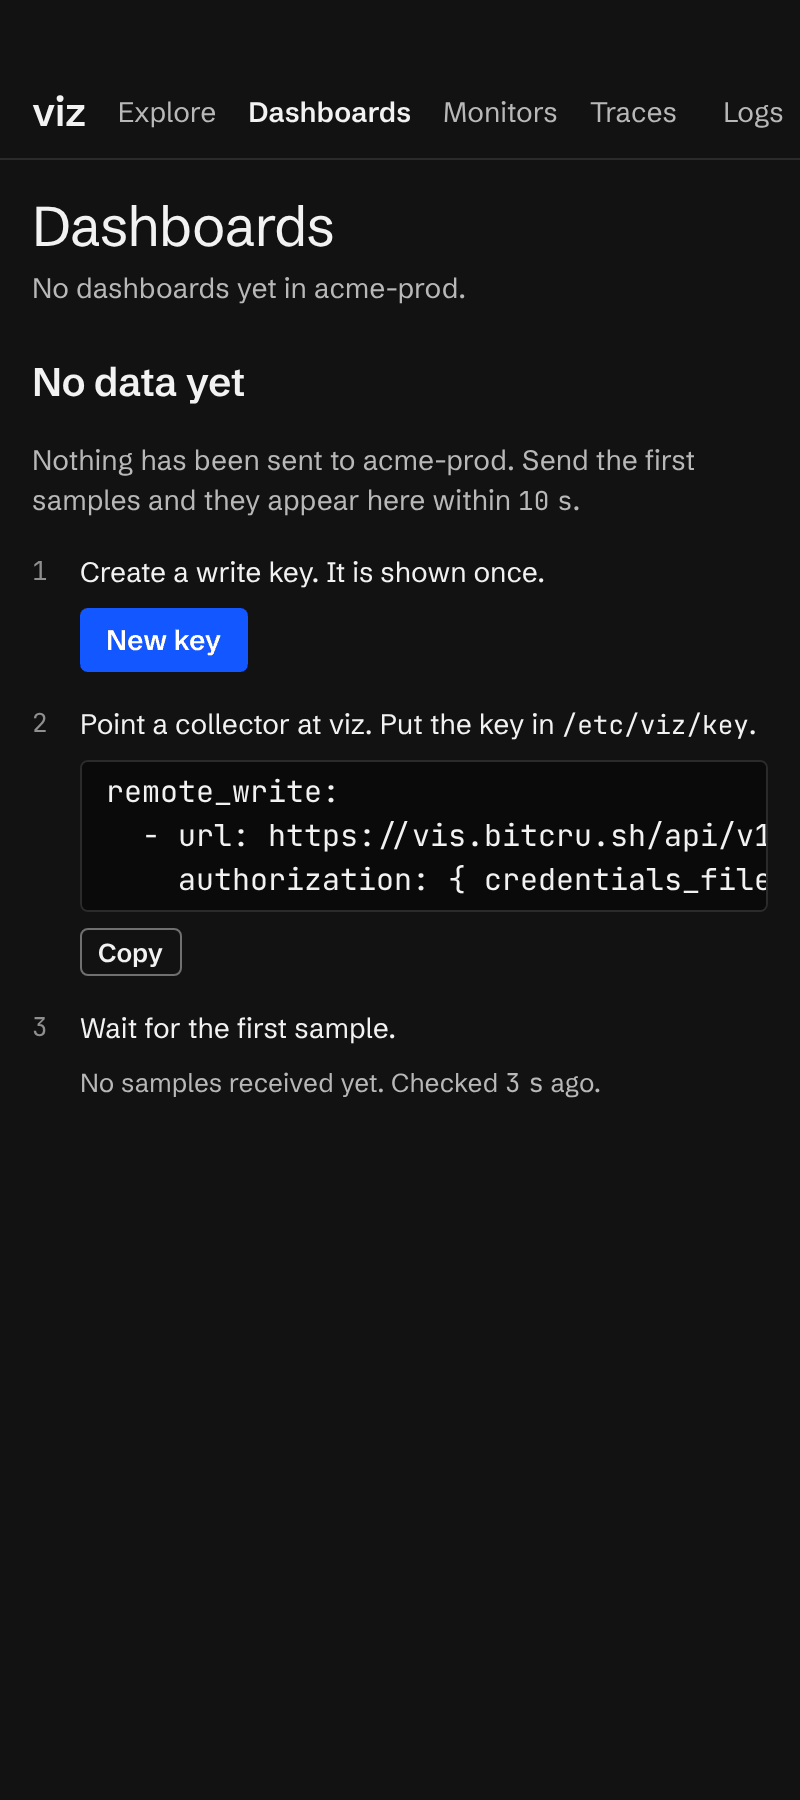 viz Explore Dashboards Monitors Traces Logs
Dashboards
No dashboards yet in acme-prod.
No data yet
Nothing has been sent to acme-prod. Send the first
samples and they appear here within 10 s.
1 Create a write key. It is shown once.
New key
2 Point a collector at viz. Put the key in /etc/viz/key.
remote_write:
  - url: https://vis.bitcru.sh/api/v1
    authorization: { credentials_file
Copy
3 Wait for the first sample.
No samples received yet. Checked 3 s ago.